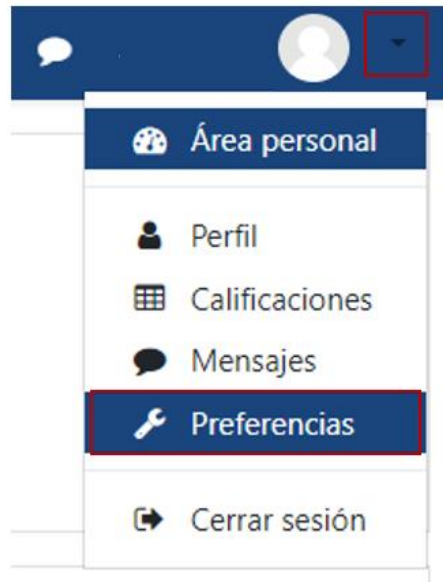 Área personal
Perfil
Calificaciones
Mensajes
Preferencias
Cerrar sesión